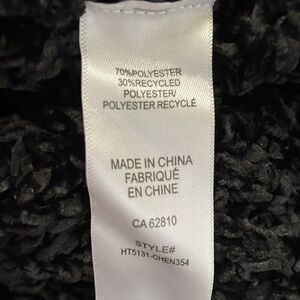 70%POLYESTER
30%RECYCLED
POLYESTER/
POLYESTER RECYCLÉ
MADE IN CHINA
FABRIQUÉ
EN CHINE
CA 62810
STYLE#
HT5131-CHEN354